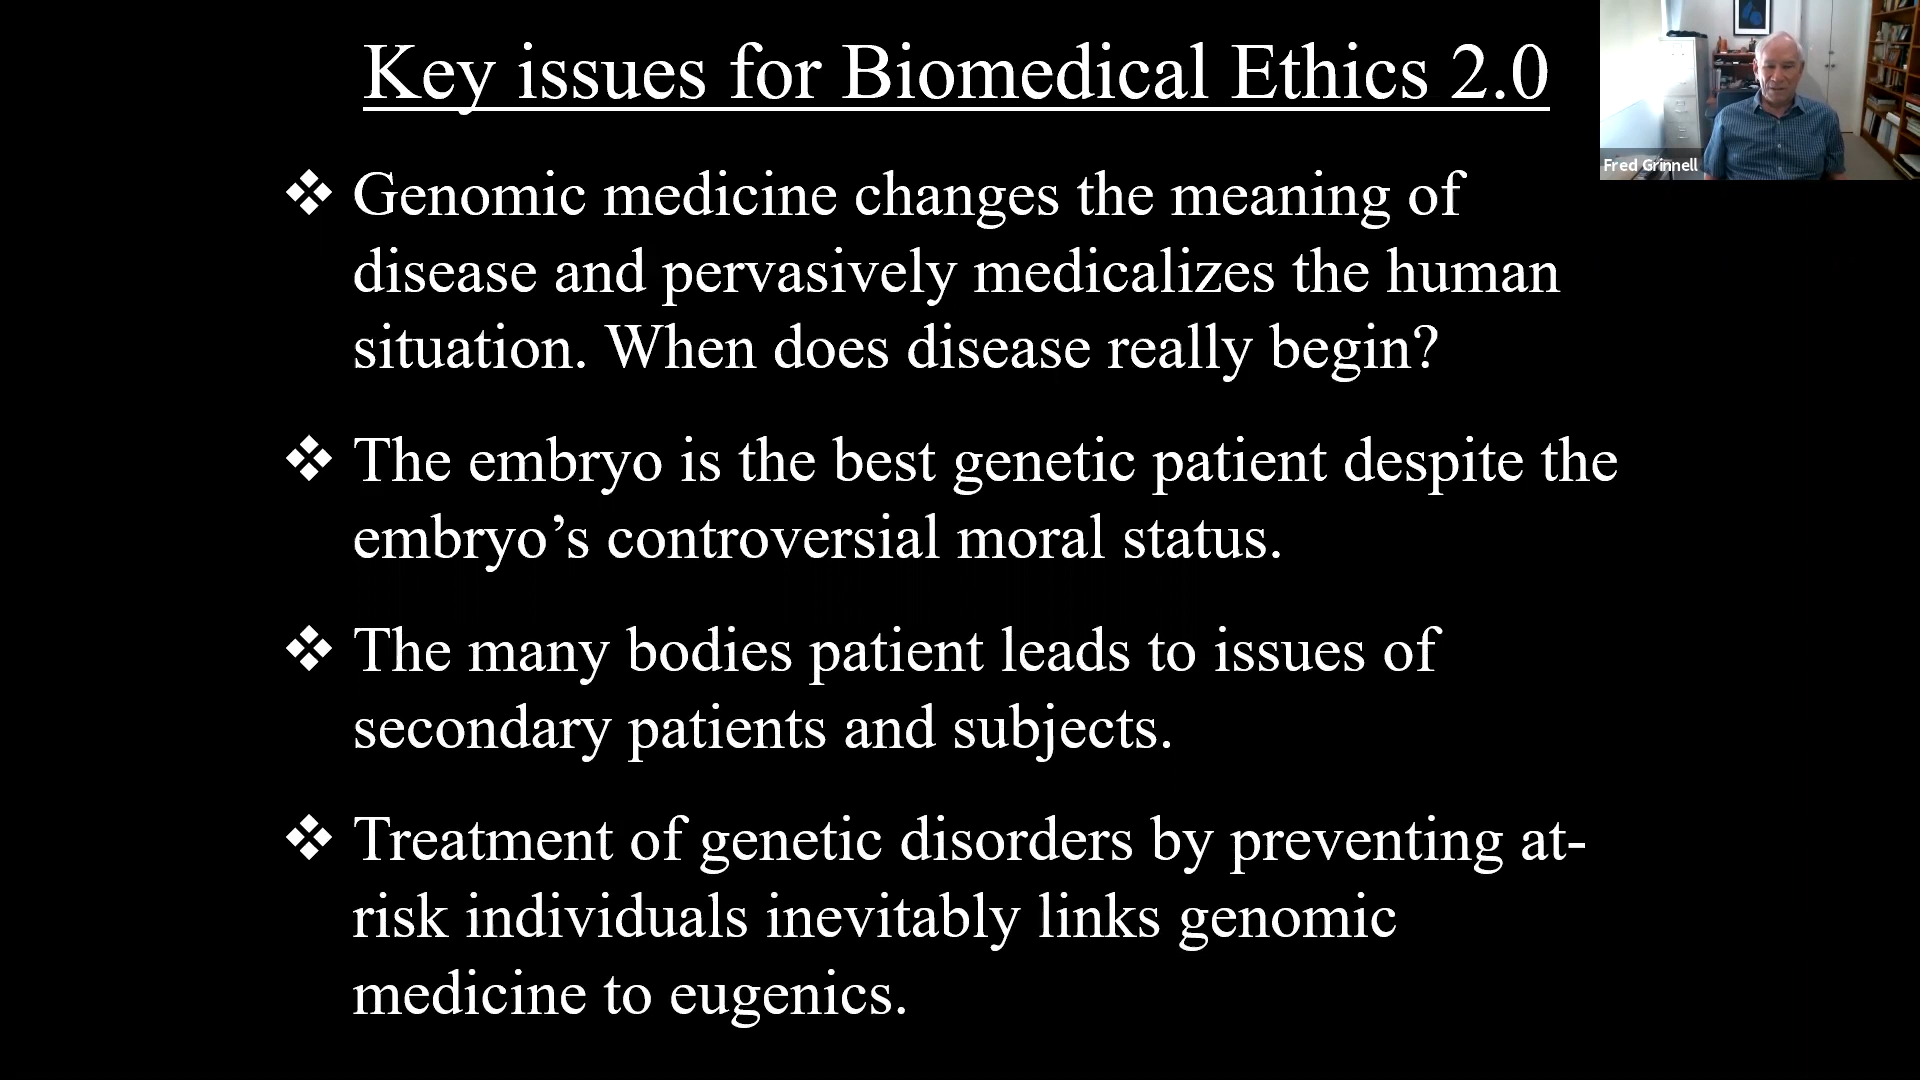 Key issues for Biomedical Ethics 2.0
Fred Grinnell
❖ Genomic medicine changes the meaning of
disease and pervasively medicalizes the human
situation. When does disease really begin?
❖ The embryo is the best genetic patient despite the
embryo’s controversial moral status.
❖ The many bodies patient leads to issues of
secondary patients and subjects.
❖ Treatment of genetic disorders by preventing at-
risk individuals inevitably links genomic
medicine to eugenics.